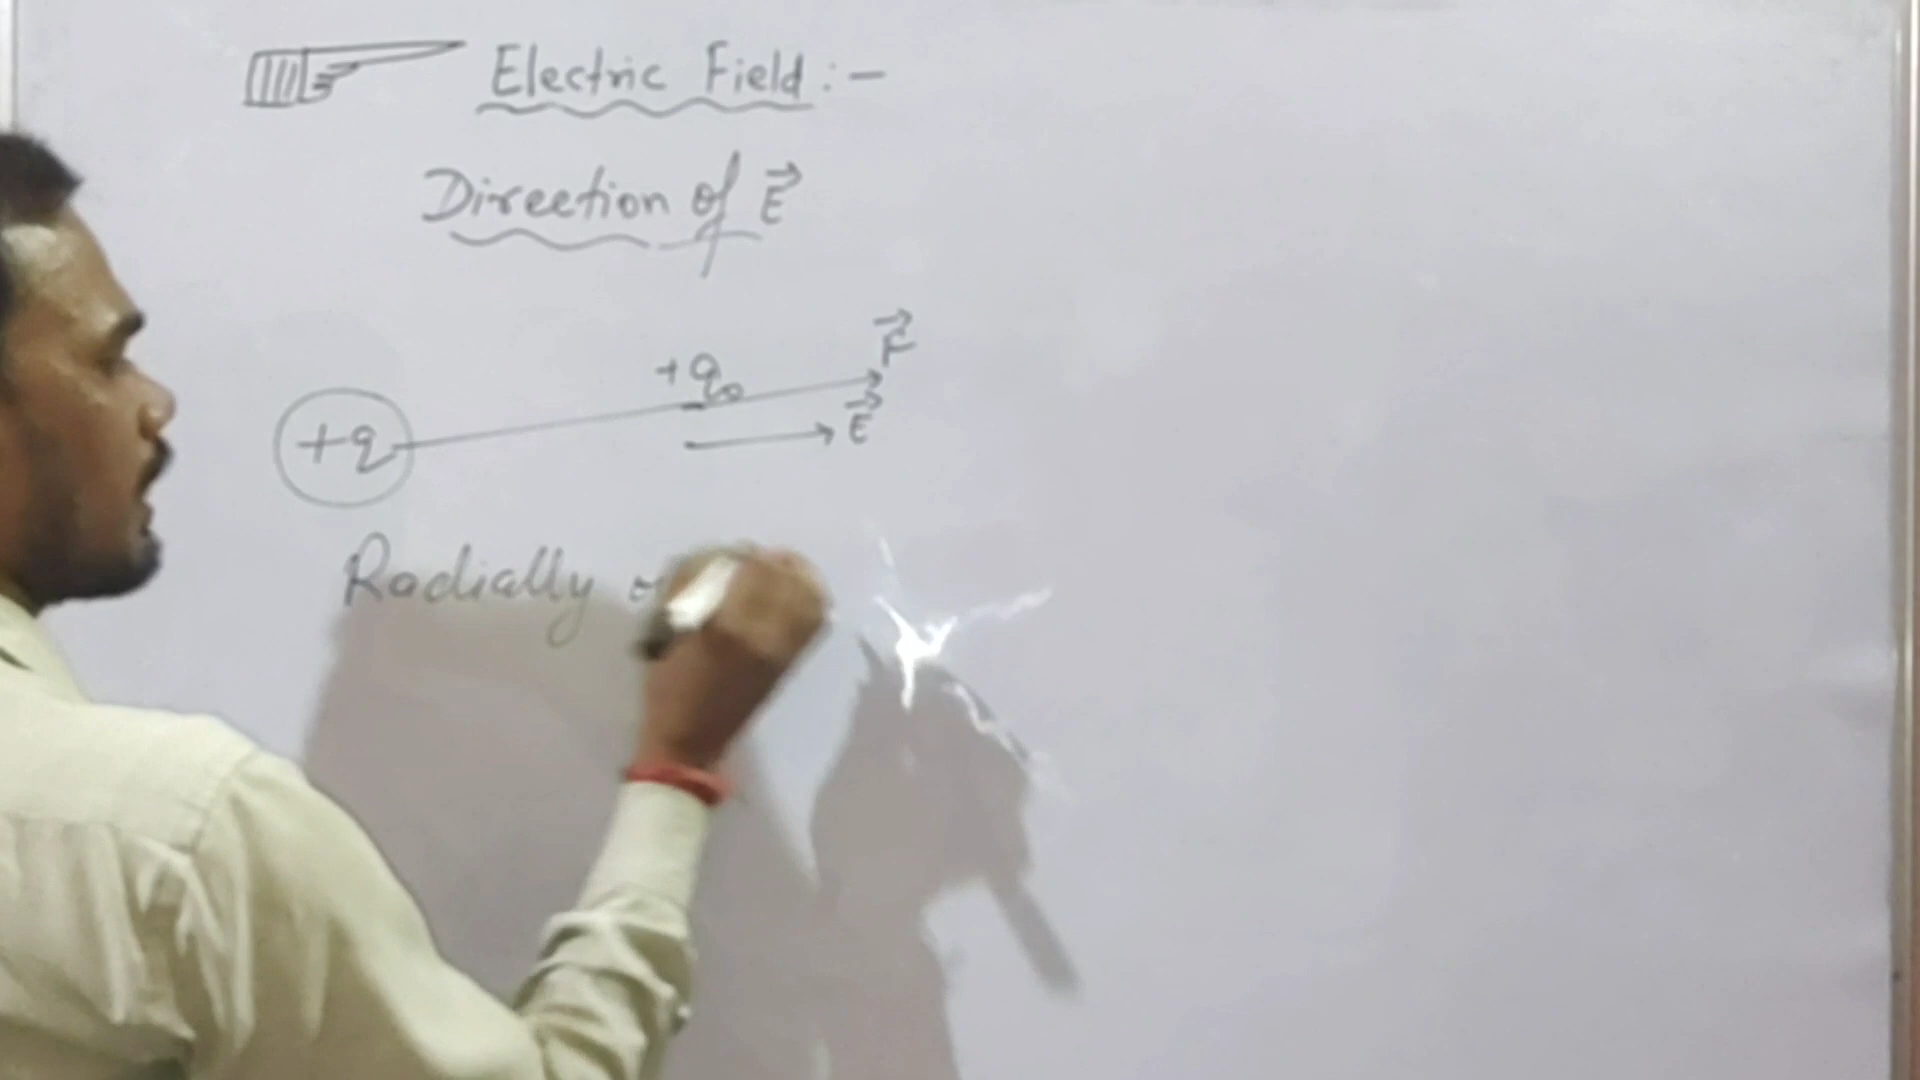 Electric Field :-
Direction of E⃗
+q₀
F⃗
E⃗
+q
Radially